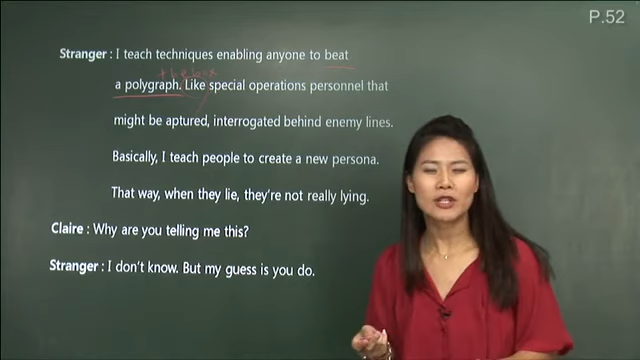 P.52
Stranger : I teach techniques enabling anyone to beat
a polygraph. Like special operations personnel that
might be aptured, interrogated behind enemy lines.
Basically, I teach people to create a new persona.
That way, when they lie, they're not really lying.
Claire : Why are you telling me this?
Stranger : I don't know. But my guess is you do.